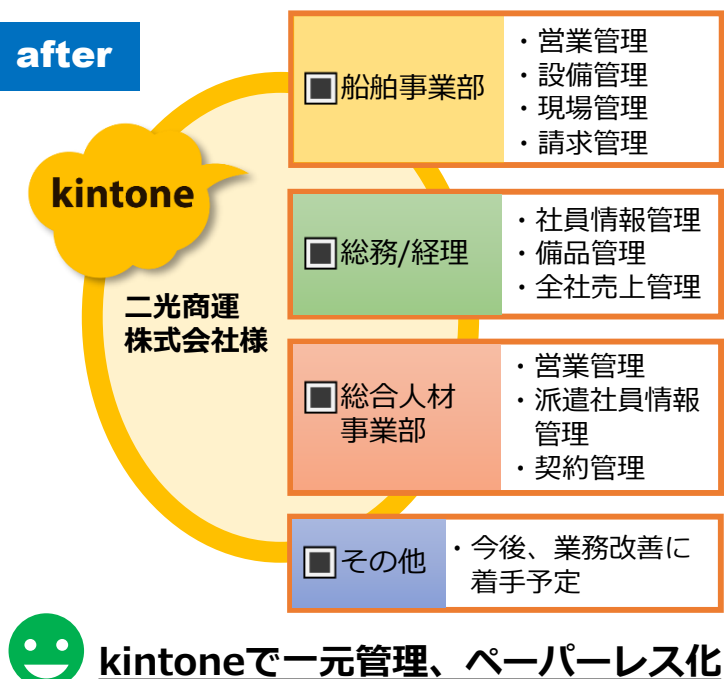 after
kintone
二光商運
株式会社様
■船舶事業部
・営業管理
・設備管理
・現場管理
・請求管理
■総務/経理
・社員情報管理
・備品管理
・全社売上管理
■総合人材
事業部
・営業管理
・派遣社員情報
管理
・契約管理
■その他
・今後、業務改善に
着手予定
kintoneで一元管理、ペーパーレス化